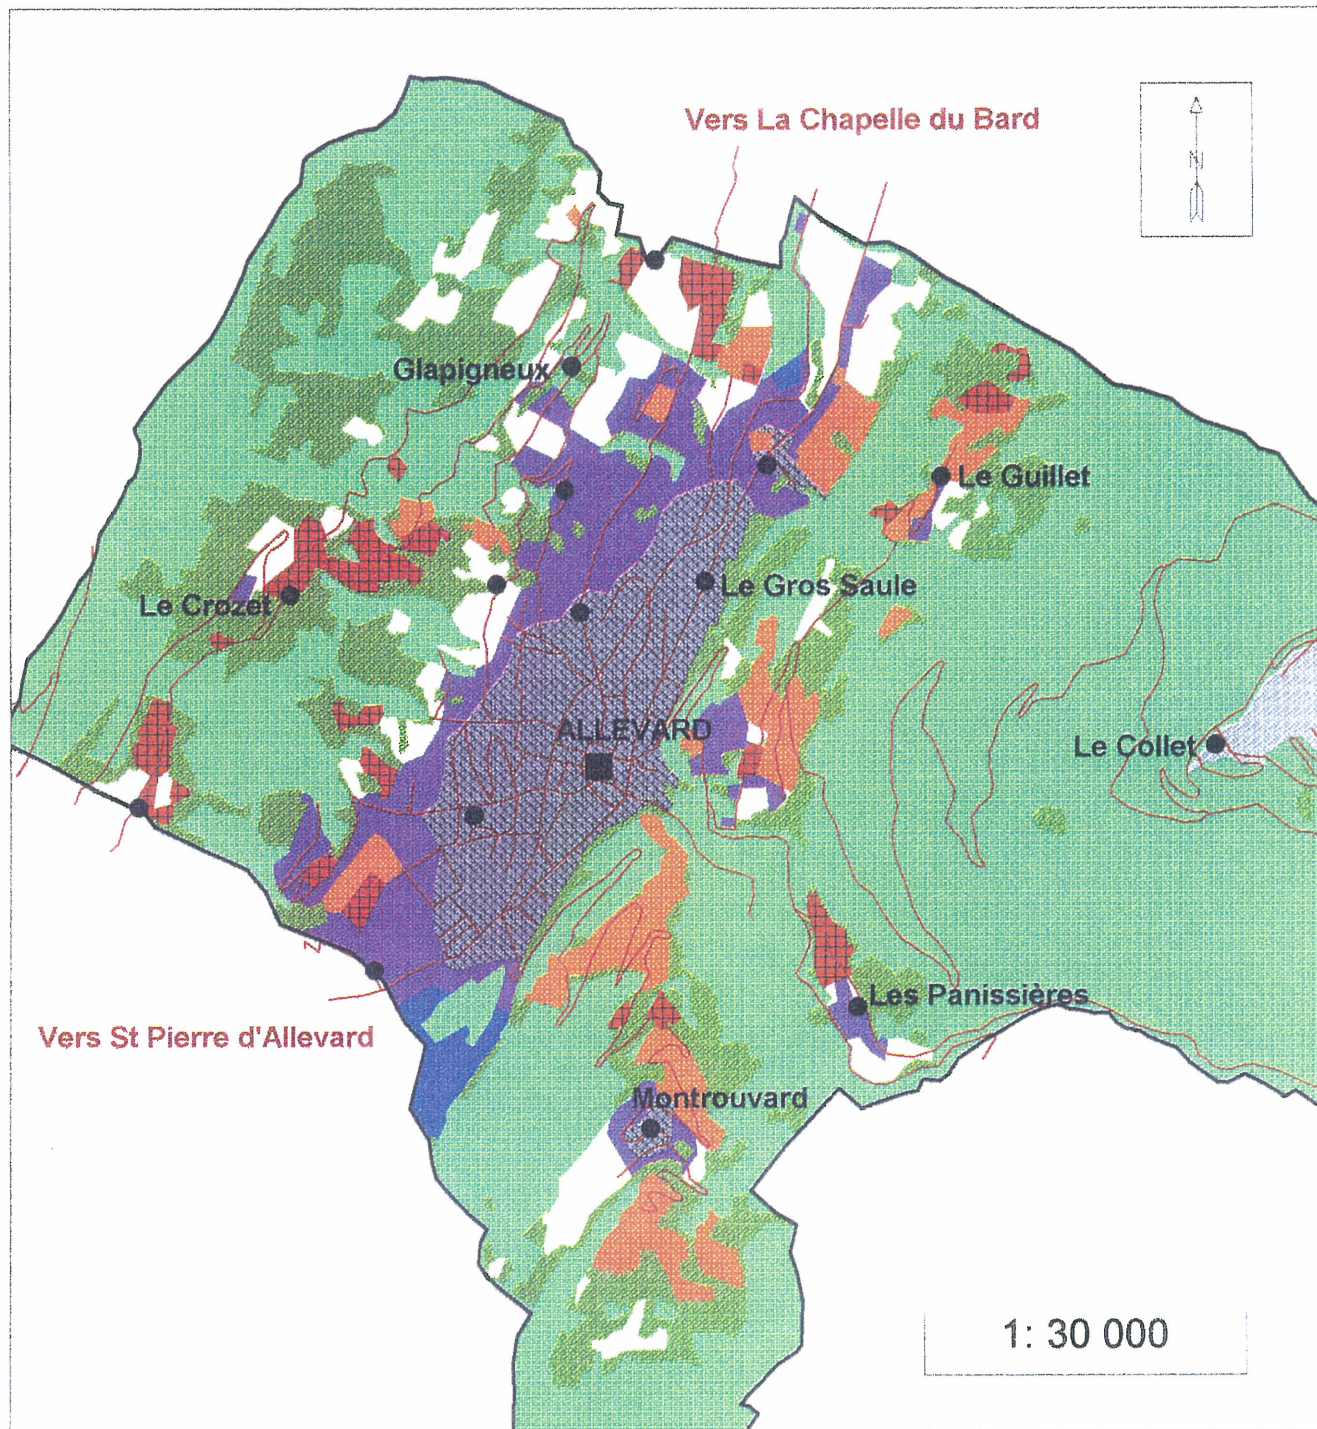 Vers La Chapelle du Bard
N
Glapigneux
Le Guillet
Le Crozet
Le Gros Saule
ALLEVARD
Le Collet
Les Panissières
Vers St Pierre d'Allevard
Montrouvard
1: 30 000